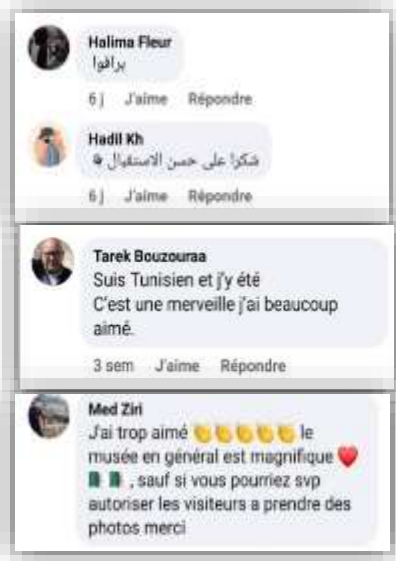 Halima Fleur
برافوا
6 j J'aime Répondre
Hadil Kh
شكرا على حسن الاستقبال
6 j J'aime Répondre
Tarek Bouzouraa
Suis Tunisien et j'y été
C'est une merveille j'ai beaucoup
aimé.
3 sem J'aime Répondre
Med Ziri
J'ai trop aimé 👏👏👏👏👏 le
musée en général est magnifique ❤️
, sauf si vous pourriez svp
autoriser les visiteurs a prendre des
photos merci